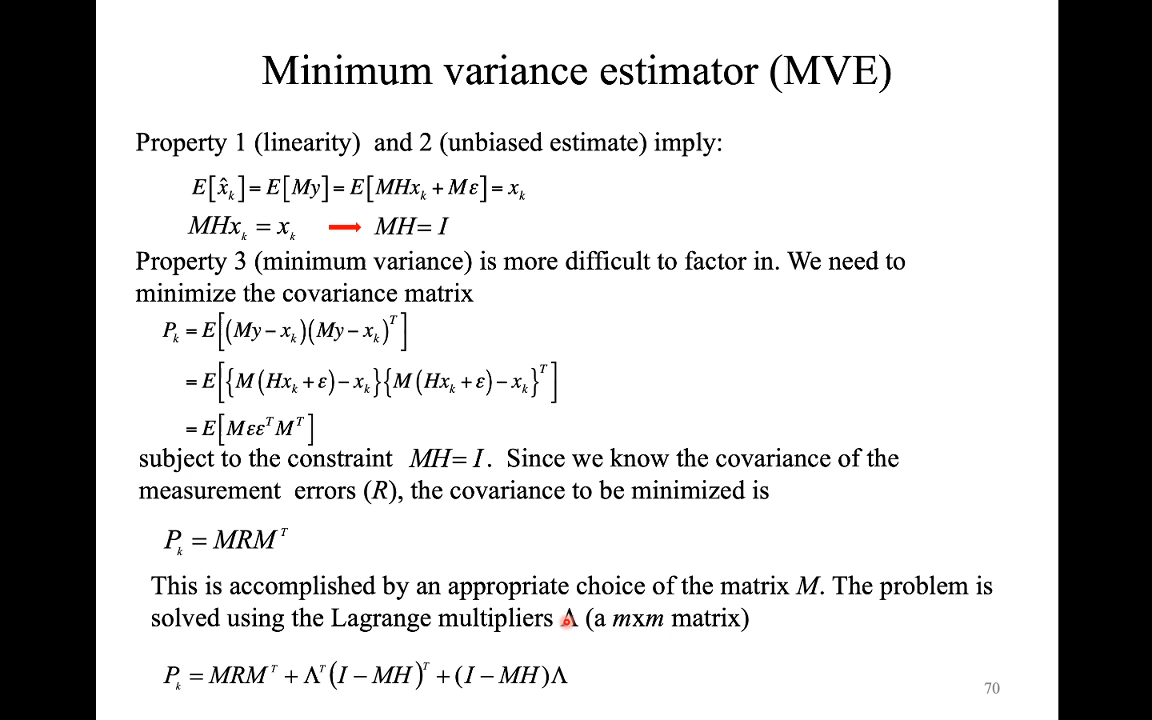 Minimum variance estimator (MVE)
Property 1 (linearity) and 2 (unbiased estimate) imply:
E[x̂ₖ] = E[My] = E[MHxₖ + Mε] = xₖ
MHxₖ = xₖ → MH= I
Property 3 (minimum variance) is more difficult to factor in. We need to
minimize the covariance matrix
Pₖ = E[(My − xₖ)(My − xₖ)ᵀ]
= E[{M(Hxₖ + ε) − xₖ}{M(Hxₖ + ε) − xₖ}ᵀ]
= E[MεεᵀMᵀ]
subject to the constraint MH= I. Since we know the covariance of the
measurement errors (R), the covariance to be minimized is
Pₖ = MRMᵀ
This is accomplished by an appropriate choice of the matrix M. The problem is
solved using the Lagrange multipliers Λ (a mxm matrix)
Pₖ = MRMᵀ + Λᵀ(I − MH)ᵀ + (I − MH)Λ
70